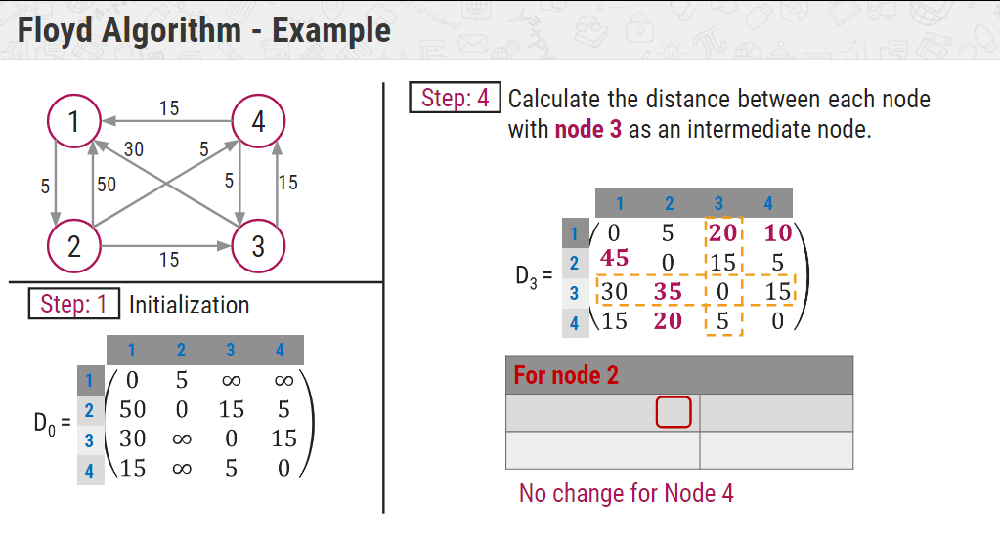 Floyd Algorithm - Example
1
4
2
3
15
30
5
5
50
5
15
15
Step: 1 Initialization
1 2 3 4
1 0 5 ∞ ∞
2 50 0 15 5
3 30 ∞ 0 15
4 15 ∞ 5 0
D0 =
Step: 4 Calculate the distance between each node
with node 3 as an intermediate node.
1 2 3 4
1 0 5 20 10
2 45 0 15 5
3 30 35 0 15
4 15 20 5 0
D3 =
For node 2
No change for Node 4